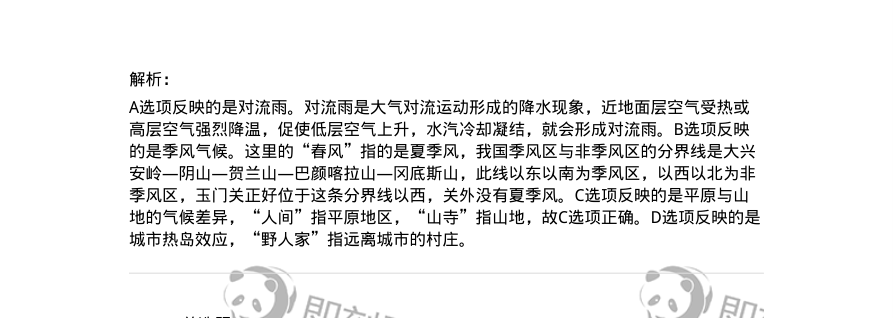 解析：
A选项反映的是对流雨。对流雨是大气对流运动形成的降水现象，近地面层空气受热或
高层空气强烈降温，促使低层空气上升，水汽冷却凝结，就会形成对流雨。B选项反映
的是季风气候。这里的“春风”指的是夏季风，我国季风区与非季风区的分界线是大兴
安岭—阴山—贺兰山—巴颜喀拉山—冈底斯山，此线以东以南为季风区，以西以北为非
季风区，玉门关正好位于这条分界线以西，关外没有夏季风。C选项反映的是平原与山
地的气候差异，“人间”指平原地区，“山寺”指山地，故C选项正确。D选项反映的是
城市热岛效应，“野人家”指远离城市的村庄。